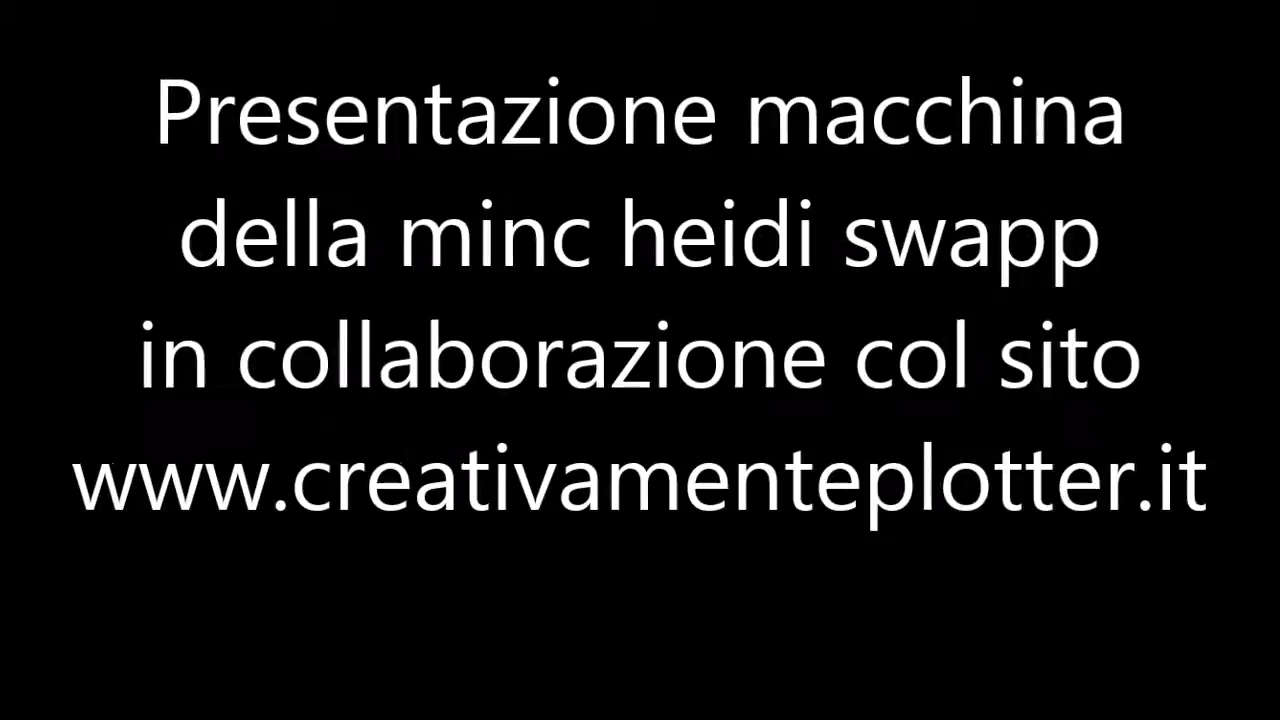 Presentazione macchina
della minc heidi swapp
in collaborazione col sito
www.creativamenteplotter.it